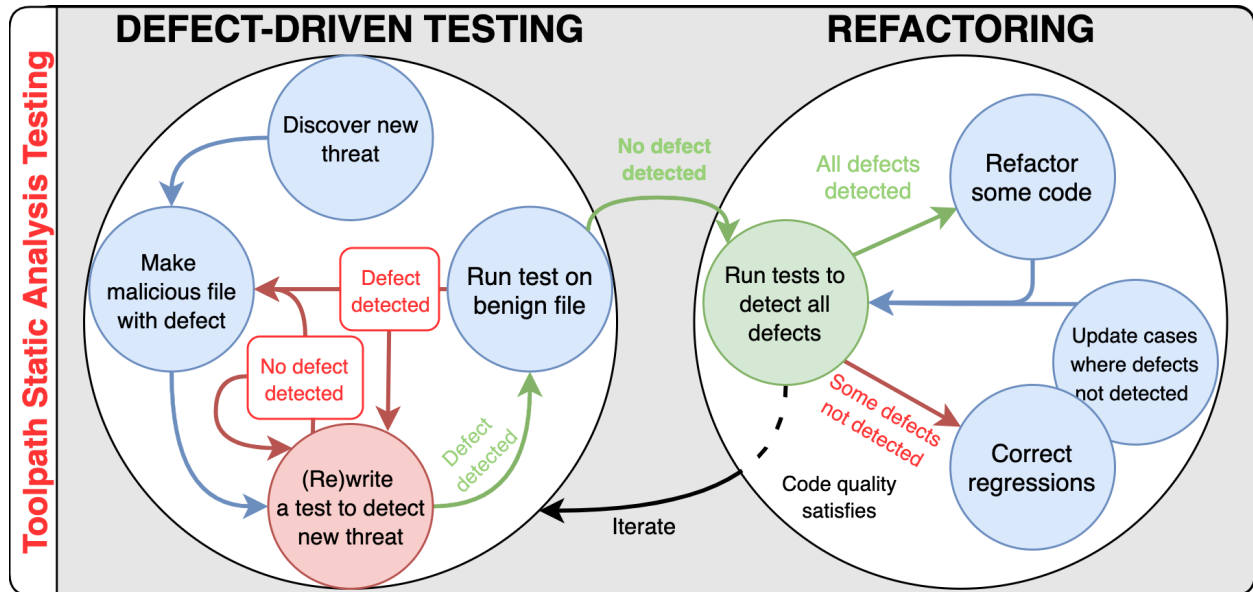 Toolpath Static Analysis Testing
DEFECT-DRIVEN TESTING
Discover new
threat
Make
malicious file
with defect
Defect
detected
Run test on
benign file
No defect
detected
(Re)write
a test to detect
new threat
Defect
detected
No defect
detected
REFACTORING
Run tests to
detect all
defects
All defects
detected
Refactor
some code
Update cases
where defects
not detected
Some defects
not detected
Correct
regressions
Code quality
satisfies
Iterate